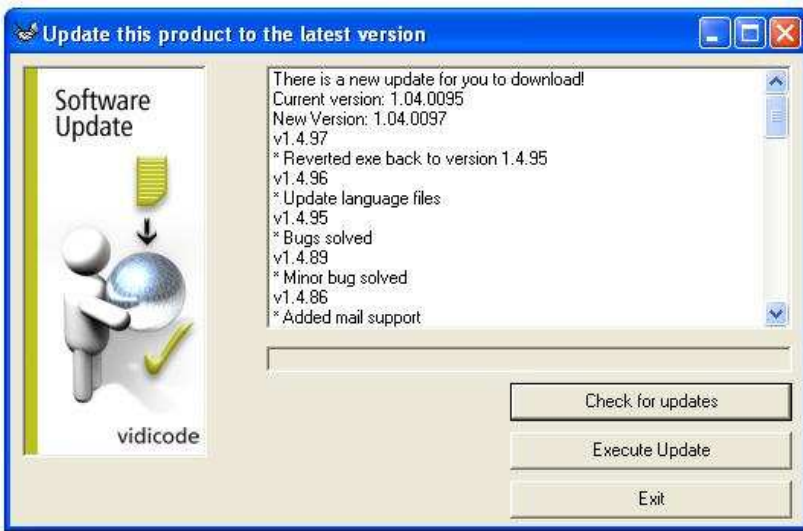 Update this product to the latest version
Software
Update
vidicode
There is a new update for you to download!
Current version: 1.04.0095
New Version: 1.04.0097
v1.4.97
* Reverted exe back to version 1.4.95
v1.4.96
* Update language files
v1.4.95
* Bugs solved
v1.4.89
* Minor bug solved
v1.4.86
* Added mail support
Check for updates
Execute Update
Exit